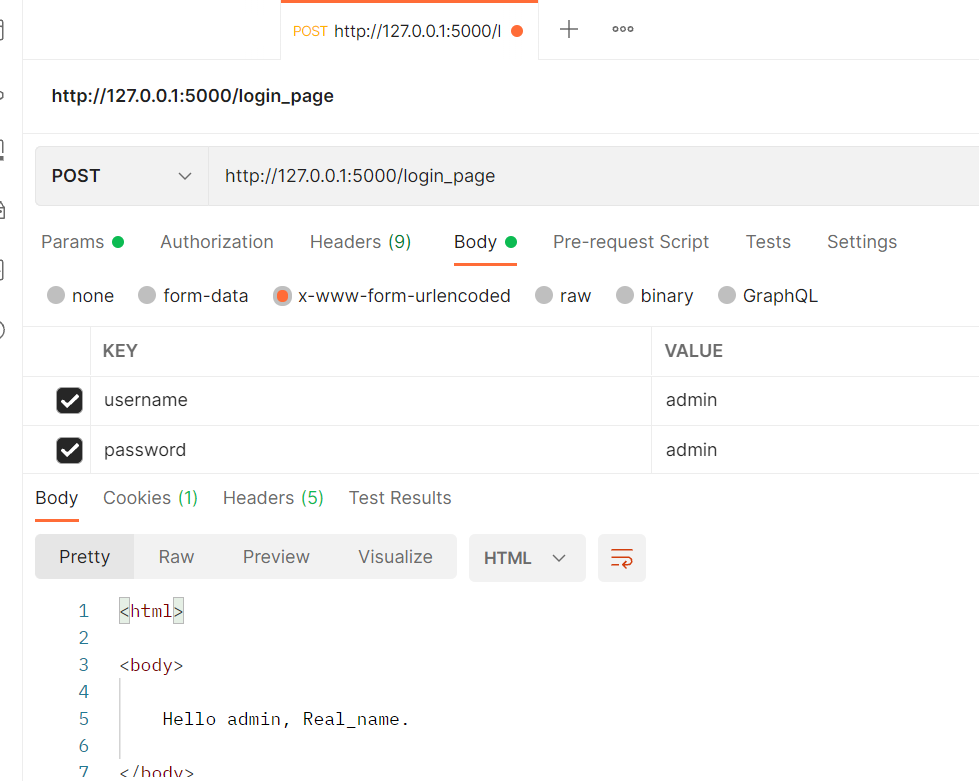 POST http://127.0.0.1:5000/l
http://127.0.0.1:5000/login_page
POST http://127.0.0.1:5000/login_page
Params Authorization Headers (9) Body Pre-request Script Tests Settings
none form-data x-www-form-urlencoded raw binary GraphQL
KEY VALUE
username admin
password admin
Body Cookies (1) Headers (5) Test Results
Pretty Raw Preview Visualize HTML
1 <html>
2
3 <body>
4
5 Hello admin, Real_name.
6
7 </body>